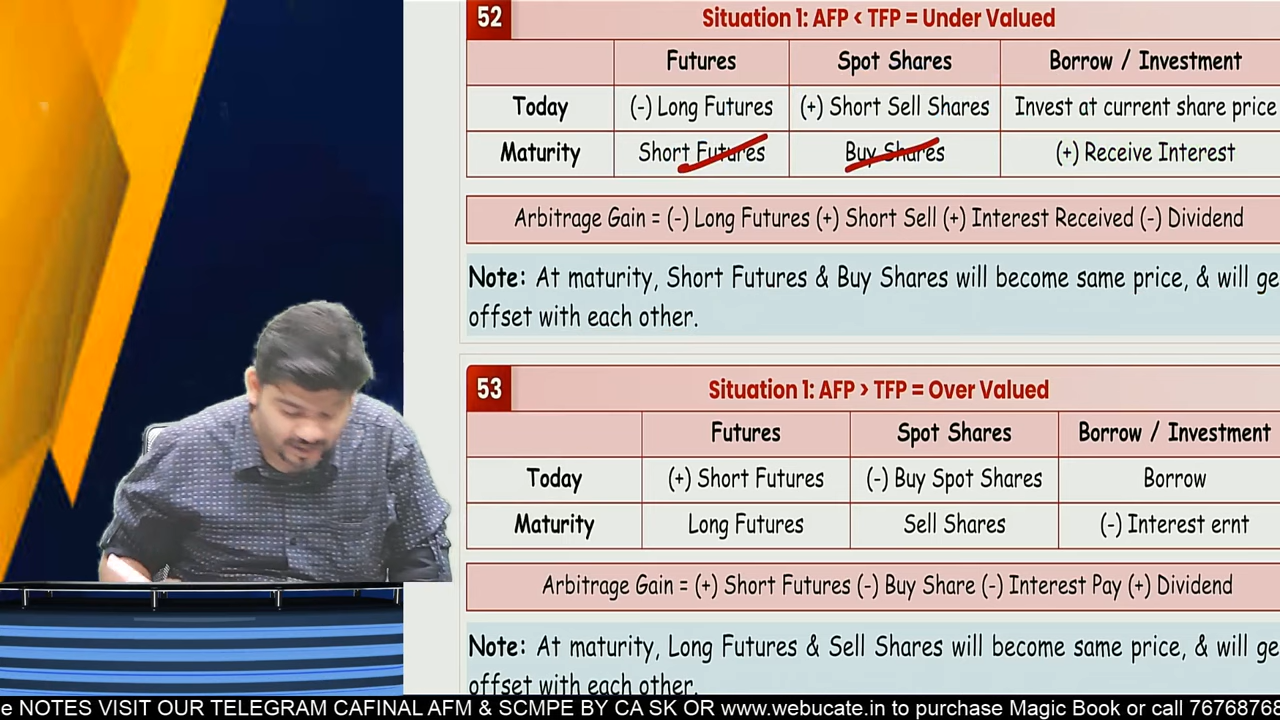 52 Situation 1: AFP < TFP = Under Valued
Futures Spot Shares Borrow / Investment
Today (-) Long Futures (+) Short Sell Shares Invest at current share price
Maturity Short Futures Buy Shares (+) Receive Interest
Arbitrage Gain = (-) Long Futures (+) Short Sell (+) Interest Received (-) Dividend
Note: At maturity, Short Futures & Buy Shares will become same price, & will ge
offset with each other.
53 Situation 1: AFP > TFP = Over Valued
Futures Spot Shares Borrow / Investment
Today (+) Short Futures (-) Buy Spot Shares Borrow
Maturity Long Futures Sell Shares (-) Interest ernt
Arbitrage Gain = (+) Short Futures (-) Buy Share (-) Interest Pay (+) Dividend
Note: At maturity, Long Futures & Sell Shares will become same price, & will ge
offset with each other.
e NOTES VISIT OUR TELEGRAM CAFINAL AFM & SCMPE BY CA SK OR www.webucate.in to purchase Magic Book or call 76768768